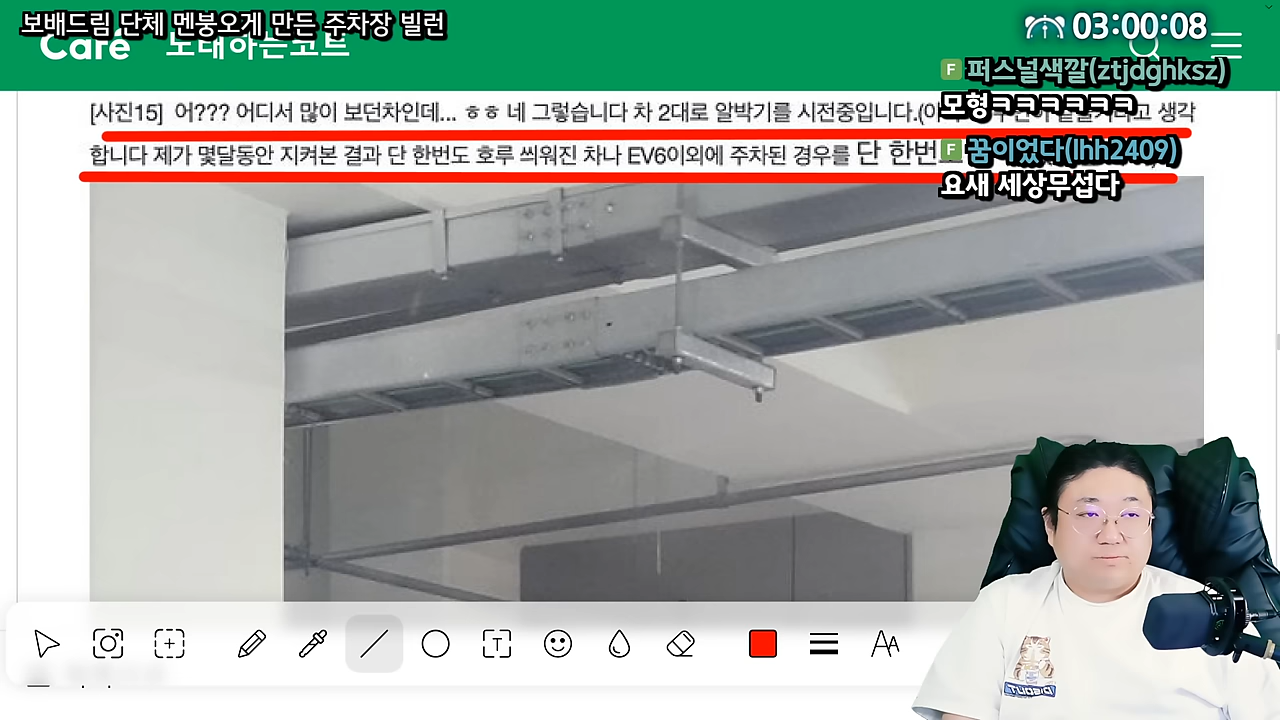 보배드림 단체 멘붕오게 만든 주차장 빌런
03:00:08
Cafe
F 퍼스널색깔(ztjdghksz)
모형ㅋㅋㅋㅋㅋㅋ
[사진15] 어??? 어디서 많이 보던차인데... ㅎㅎ 네 그렇습니다 차 2대로 알박기를 시전중입니다.(아 생각
F 꿈이었다(lhh2409)
합니다 제가 몇달동안 지켜본 결과 단 한번도 호루 씌워진 차나 EV6이외에 주차된 경우를 단 한번
요새 세상무섭다
T
AA